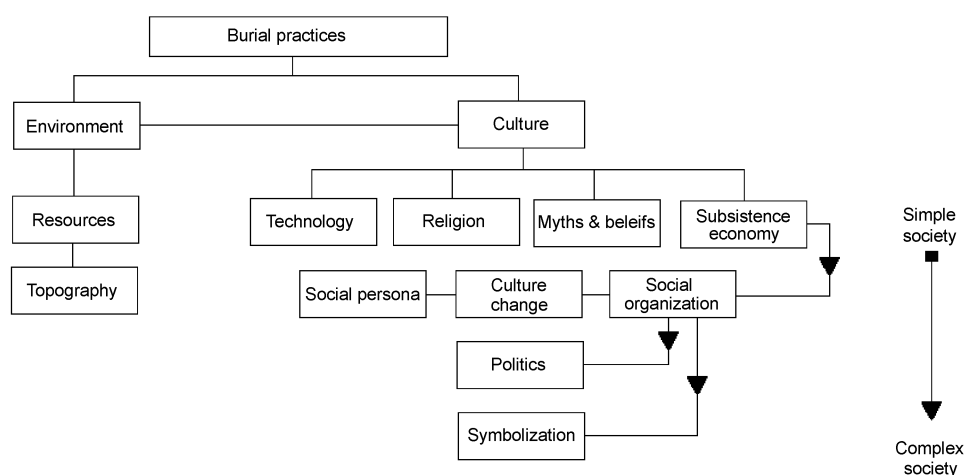 Burial practices
Environment
Culture
Technology
Religion
Myths & beleifs
Subsistence
economy
Resources
Topography
Social persona
Culture
change
Social
organization
Politics
Symbolization
Simple
society
Complex
society